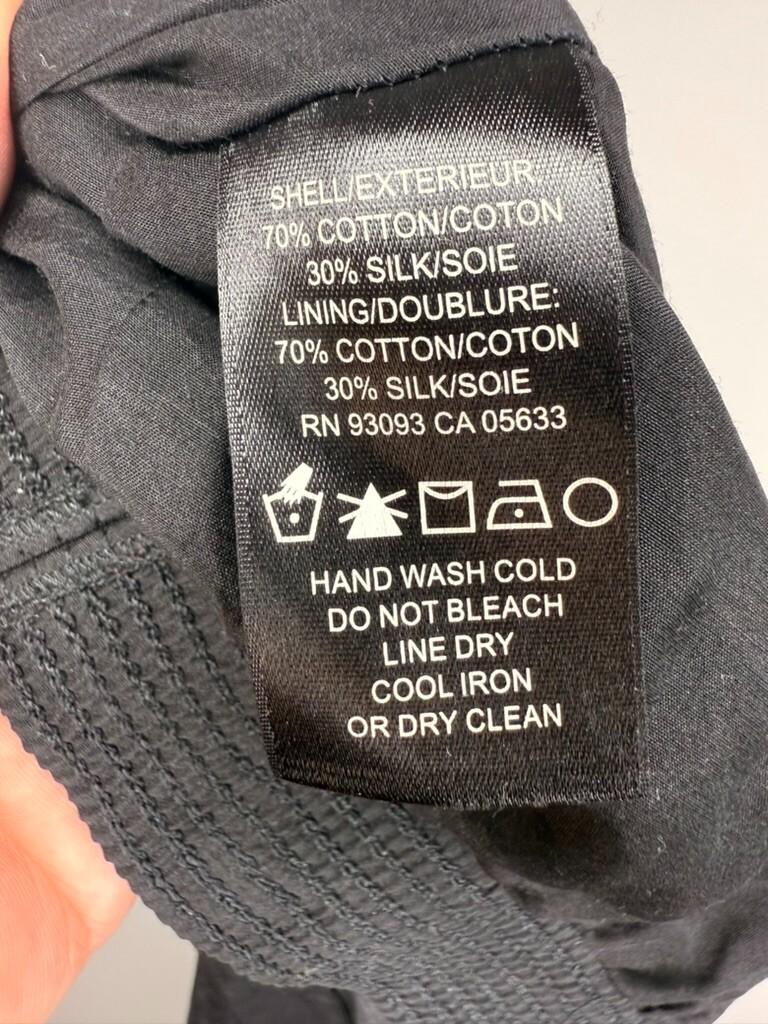 SHELL/EXTERIEUR:
70% COTTON/COTON
30% SILK/SOIE
LINING/DOUBLURE:
70% COTTON/COTON
30% SILK/SOIE
RN 93093 CA 05633
HAND WASH COLD
DO NOT BLEACH
LINE DRY
COOL IRON
OR DRY CLEAN